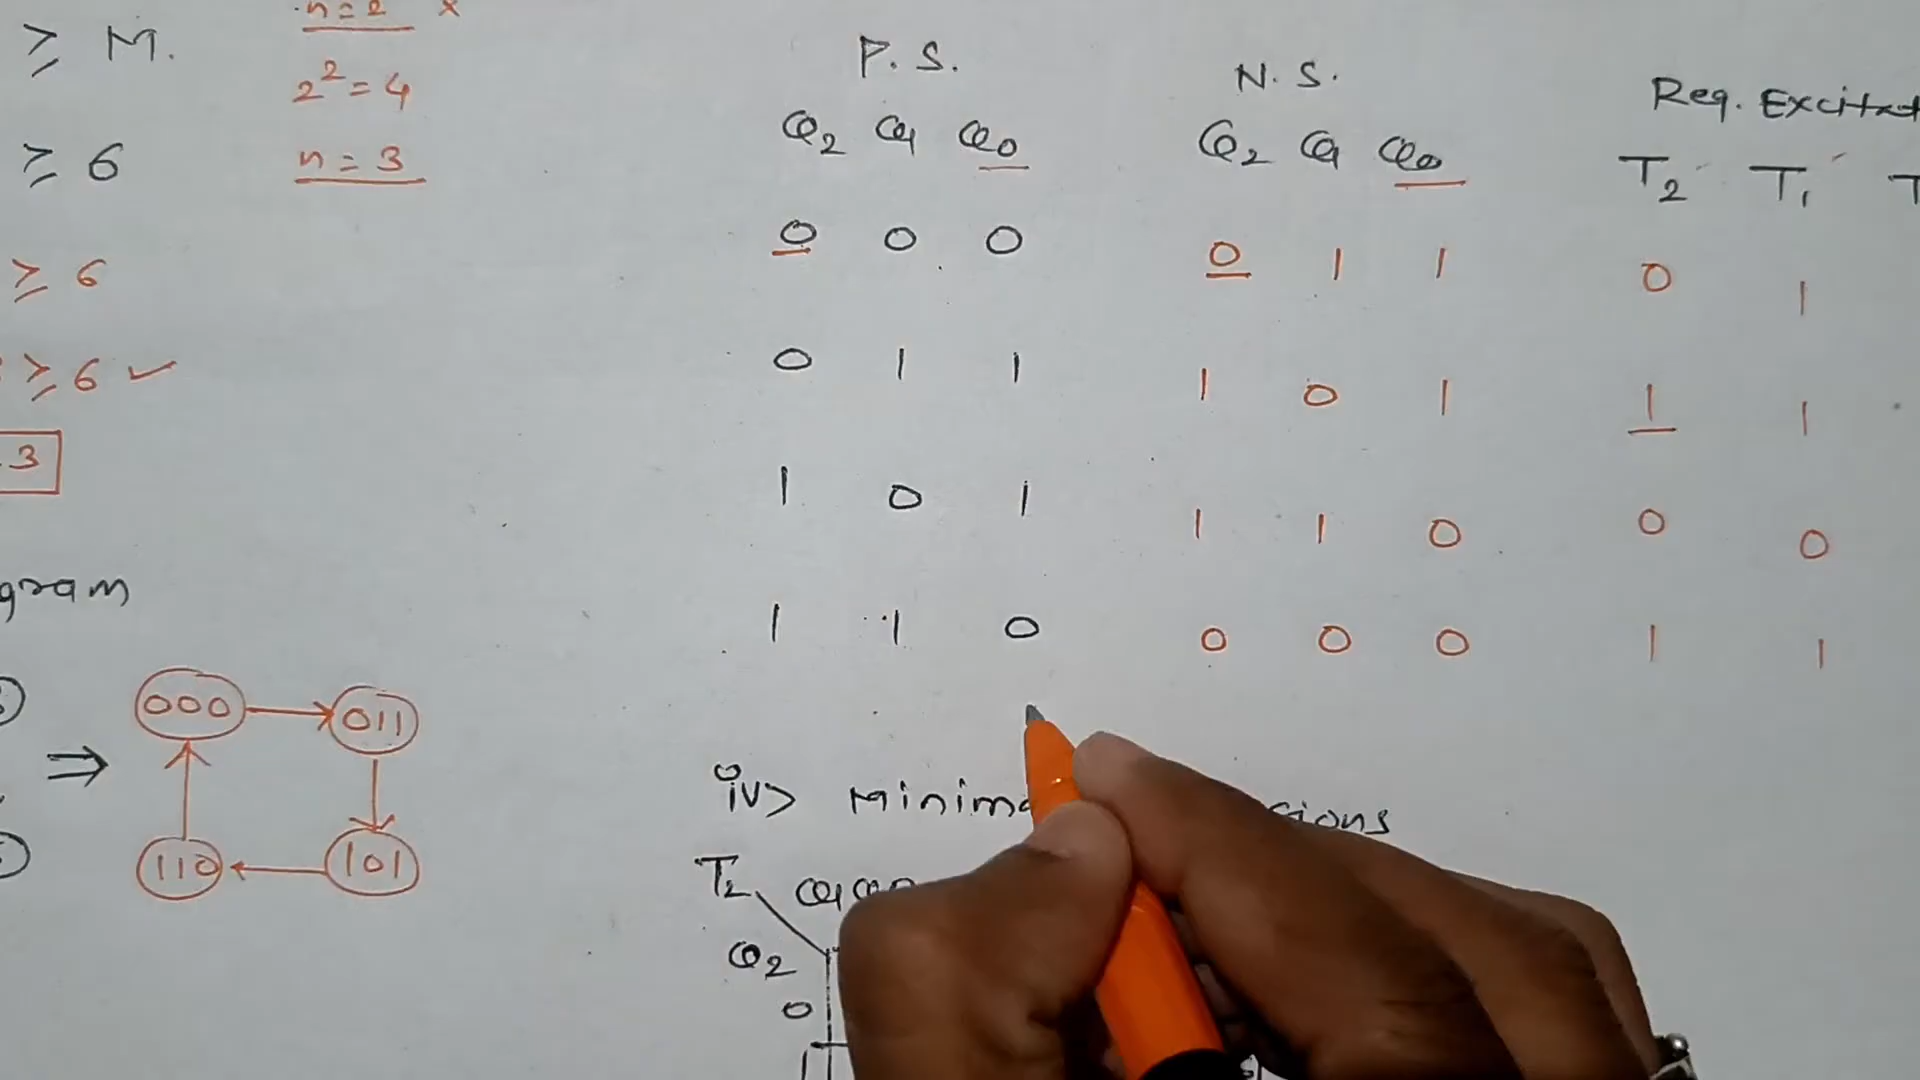 n = 2 x
≥ M.
2² = 4
≥ 6
n = 3
≥ 6
≥ 6 ✓
3
gram
000 → 011
⇒
110 ← 101
P. S. N. S. Req. Excitat
Q2 Q1 Q0 Q2 Q1 Q0 T2 T1 T
0 0 0 0 1 1 0 1
0 1 1 1 0 1 1 1
1 0 1 1 1 0 0 0
1 1 0 0 0 0 1 1
iv>
T2 Q1Q0
Q2
0
1